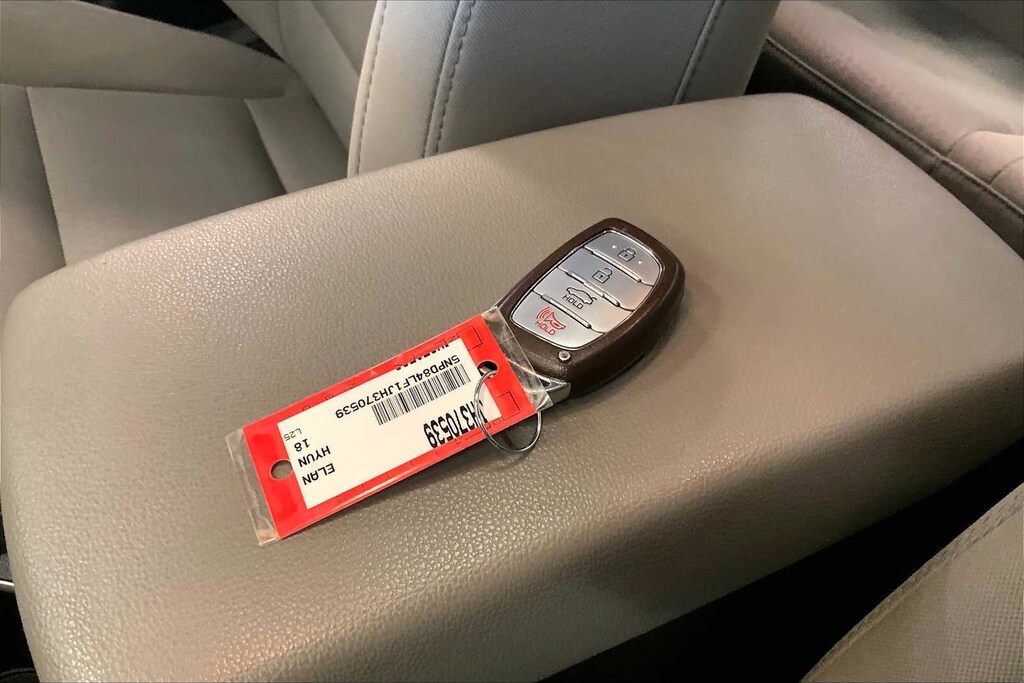 JH370539
5NPD84LF1JH370539
ELAN
HYUN
18
L25
HOLD
HOLD